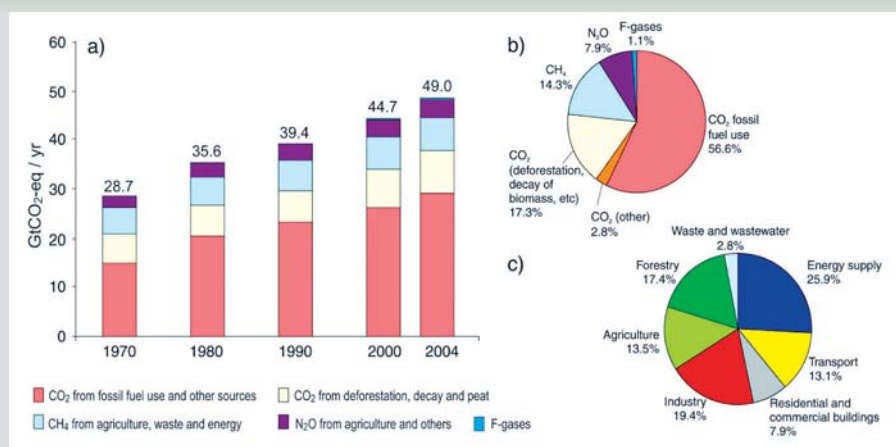 a)
GtCO₂-eq / yr
60
50
40
30
20
10
0
28.7
35.6
39.4
44.7
49.0
1970
1980
1990
2000
2004
CO₂ from fossil fuel use and other sources
CO₂ from deforestation, decay and peat
CH₄ from agriculture, waste and energy
N₂O from agriculture and others
F-gases
b)
F-gases
1.1%
N₂O
7.9%
CH₄
14.3%
CO₂ fossil
fuel use
56.6%
CO₂
(deforestation,
decay of
biomass, etc)
17.3%
CO₂ (other)
2.8%
c)
Waste and wastewater
2.8%
Forestry
17.4%
Energy supply
25.9%
Agriculture
13.5%
Transport
13.1%
Industry
19.4%
Residential and
commercial buildings
7.9%